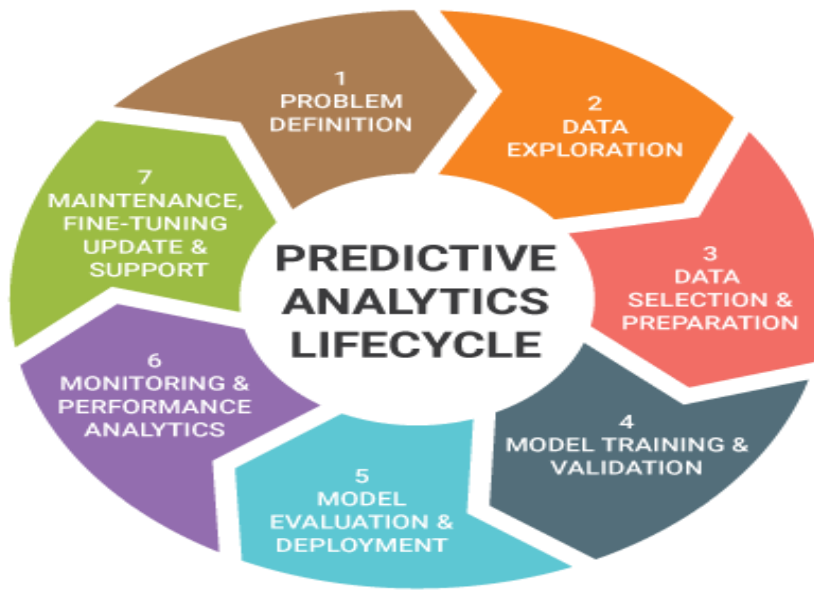 1
PROBLEM
DEFINITION
2
DATA
EXPLORATION
3
DATA
SELECTION &
PREPARATION
4
MODEL TRAINING &
VALIDATION
5
MODEL
EVALUATION &
DEPLOYMENT
6
MONITORING &
PERFORMANCE
ANALYTICS
7
MAINTENANCE,
FINE-TUNING
UPDATE &
SUPPORT
PREDICTIVE
ANALYTICS
LIFECYCLE